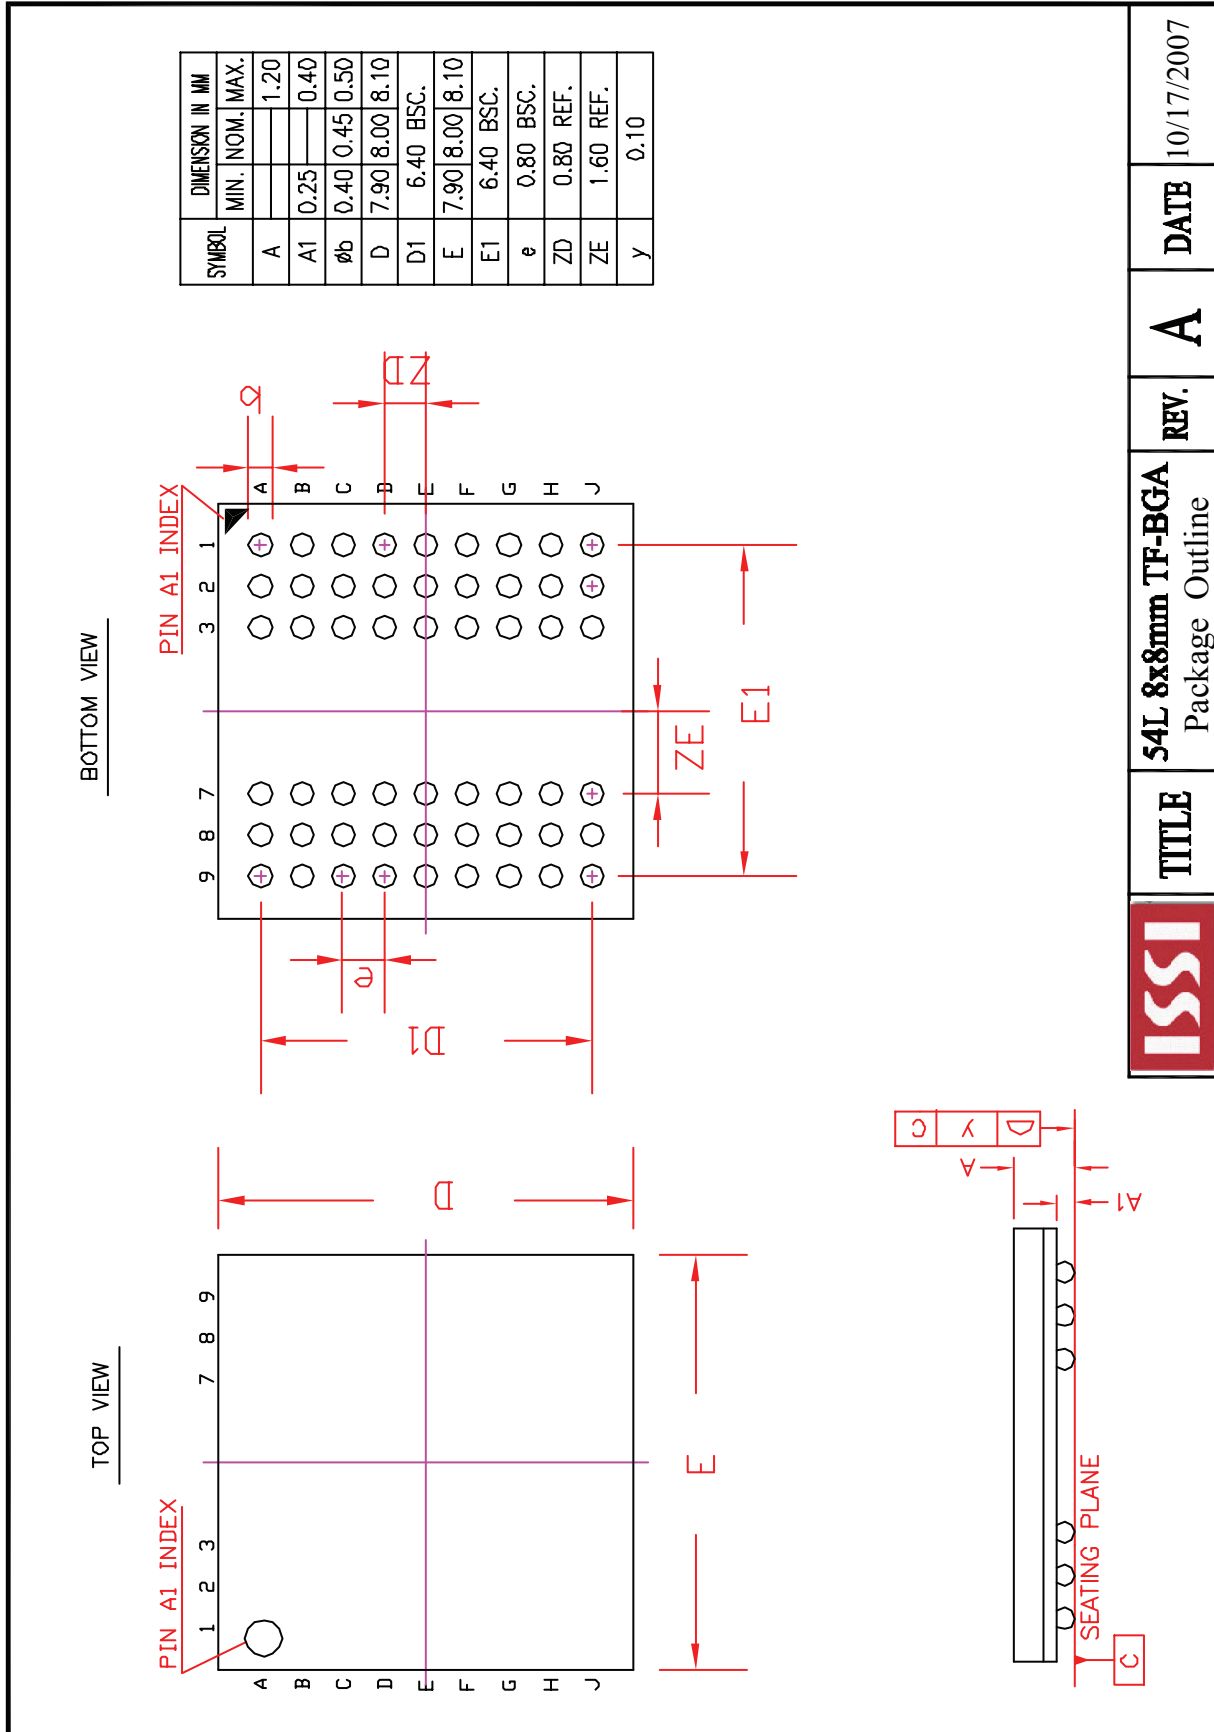 TOP VIEW
PIN A1 INDEX
1 2 3 7 8 9
A
B
C
D
E
F
G
H
J
D
E
BOTTOM VIEW
PIN A1 INDEX
9 8 7 3 2 1
A
B
C
D
E
F
G
H
J
b
ZD
e
D1
ZE
E1
SYMBOL DIMENSION IN MM
MIN. NOM. MAX.
A 1.20
A1 0.25 0.40
øb 0.40 0.45 0.50
D 7.90 8.00 8.10
D1 6.40 BSC.
E 7.90 8.00 8.10
E1 6.40 BSC.
e 0.80 BSC.
ZD 0.80 REF.
ZE 1.60 REF.
y 0.10
y C
A
A1
SEATING PLANE
C
ISSI
TITLE
54L 8x8mm TF-BGA
Package Outline
REV.
A
DATE
10/17/2007